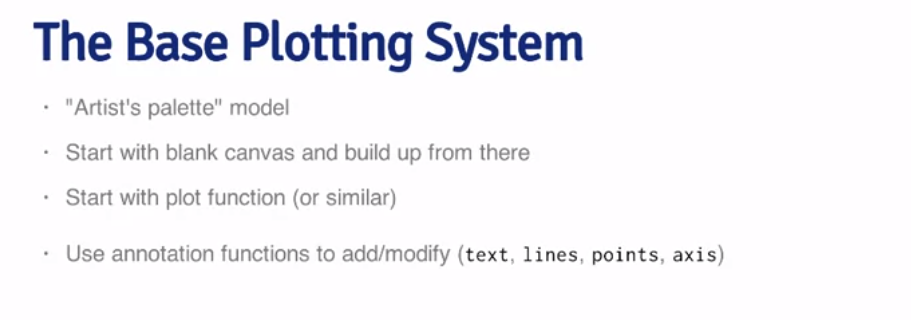 The Base Plotting System
· "Artist's palette" model
· Start with blank canvas and build up from there
· Start with plot function (or similar)
· Use annotation functions to add/modify (text, lines, points, axis)